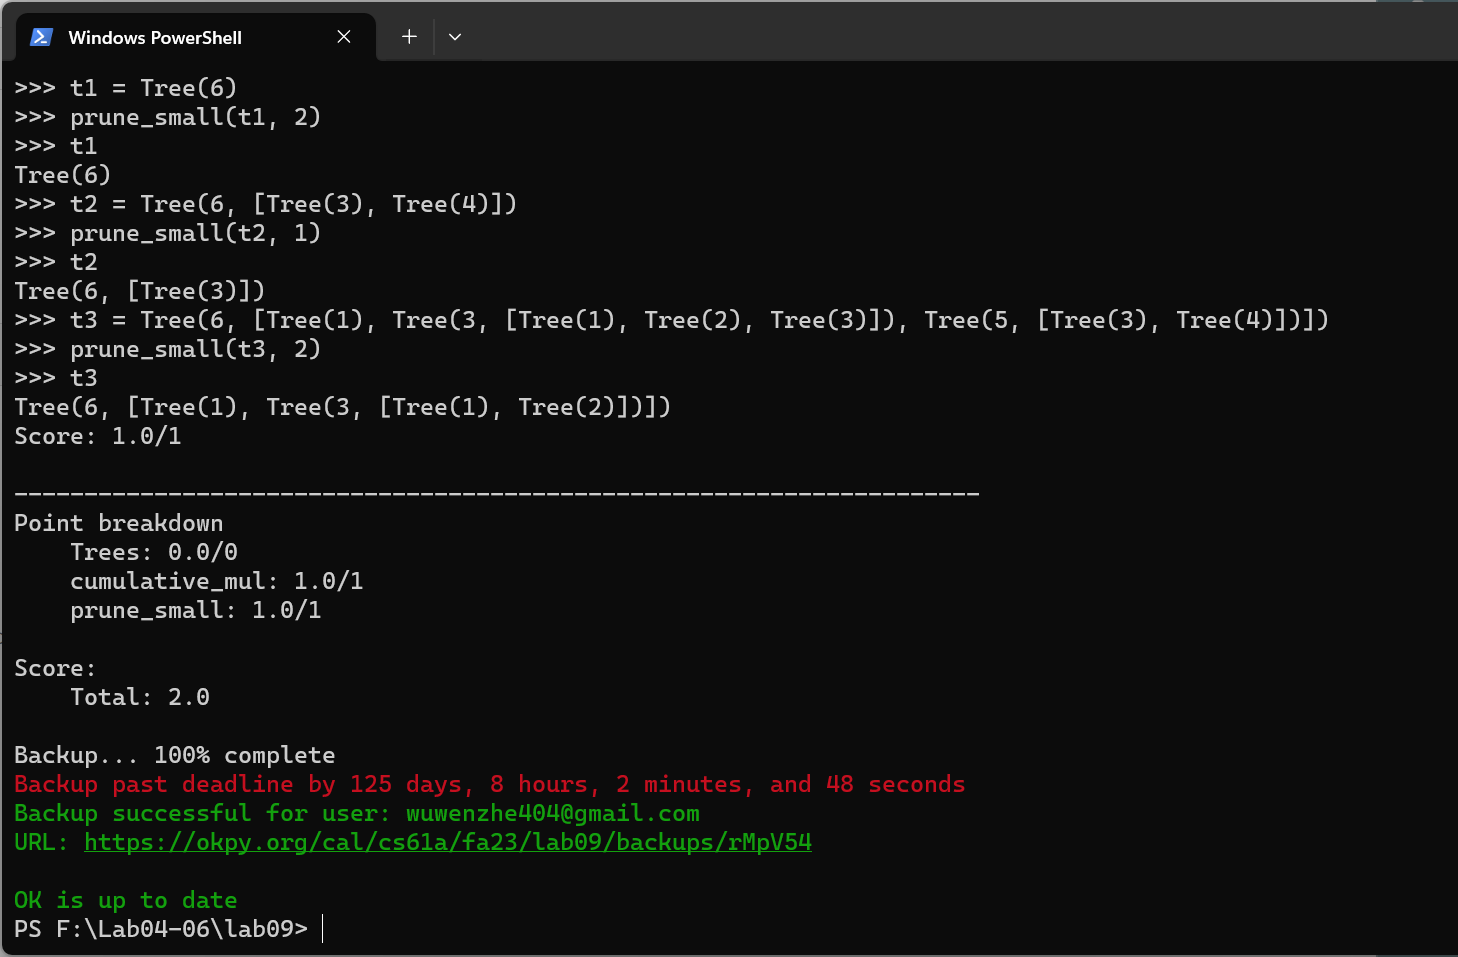 Windows PowerShell
>>> t1 = Tree(6)
>>> prune_small(t1, 2)
>>> t1
Tree(6)
>>> t2 = Tree(6, [Tree(3), Tree(4)])
>>> prune_small(t2, 1)
>>> t2
Tree(6, [Tree(3)])
>>> t3 = Tree(6, [Tree(1), Tree(3, [Tree(1), Tree(2), Tree(3)]), Tree(5, [Tree(3), Tree(4)])])
>>> prune_small(t3, 2)
>>> t3
Tree(6, [Tree(1), Tree(3, [Tree(1), Tree(2)])])
Score: 1.0/1
---------------------------------------------------------------------
Point breakdown
    Trees: 0.0/0
    cumulative_mul: 1.0/1
    prune_small: 1.0/1
Score:
    Total: 2.0
Backup... 100% complete
Backup past deadline by 125 days, 8 hours, 2 minutes, and 48 seconds
Backup successful for user: wuwenzhe404@gmail.com
URL: https://okpy.org/cal/cs61a/fa23/lab09/backups/rMpV54
OK is up to date
PS F:\Lab04-06\lab09>